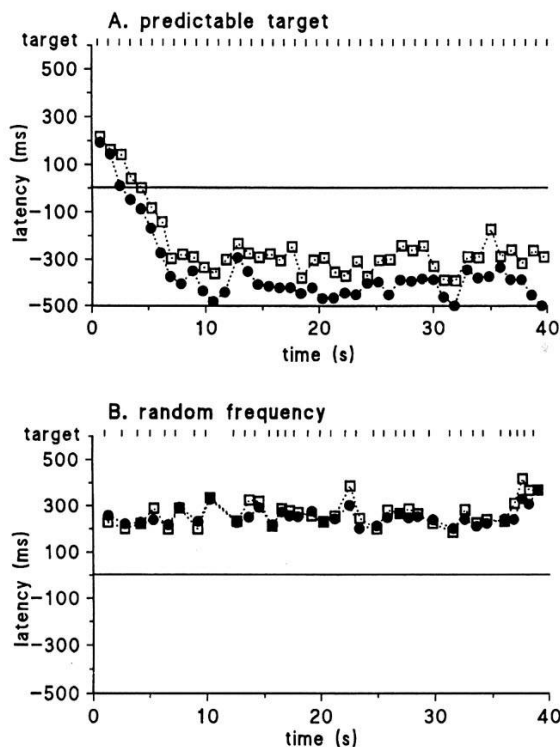 A. predictable target
target
500
300
100
-100
-300
-500
latency (ms)
0 10 20 30 40
time (s)
B. random frequency
target
500
300
100
-100
-300
-500
latency (ms)
0 10 20 30 40
time (s)